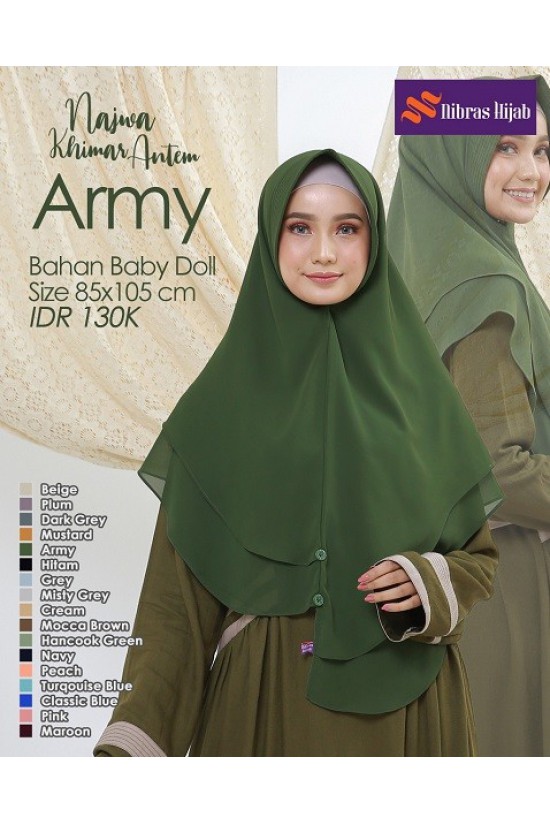 Najwa
Khimar Antem
Army
Bahan Baby Doll
Size 85x105 cm
IDR 130K
Nibras Hijab
Beige
Plum
Dark Grey
Mustard
Army
Hitam
Grey
Misty Grey
Cream
Mocca Brown
Hancook Green
Navy
Peach
Turqouise Blue
Classic Blue
Pink
Maroon